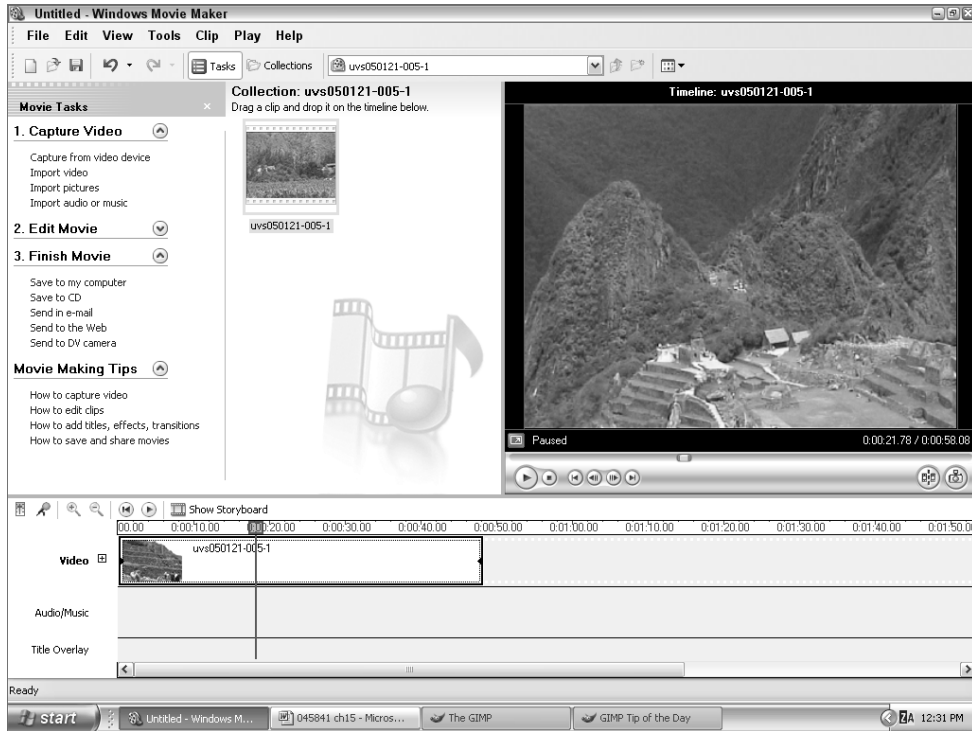 Untitled - Windows Movie Maker
File Edit View Tools Clip Play Help
Tasks Collections uvs050121-005-1
Movie Tasks
1. Capture Video
Capture from video device
Import video
Import pictures
Import audio or music
2. Edit Movie
3. Finish Movie
Save to my computer
Save to CD
Send in e-mail
Send to the Web
Send to DV camera
Movie Making Tips
How to capture video
How to edit clips
How to add titles, effects, transitions
How to save and share movies
Collection: uvs050121-005-1
Drag a clip and drop it on the timeline below.
uvs050121-005-1
Timeline: uvs050121-005-1
Paused 0:00:21.78 / 0:00:58.08
Show Storyboard
00.00 0:00:10.00 0:00:20.00 0:00:30.00 0:00:40.00 0:00:50.00 0:01:00.00 0:01:10.00 0:01:20.00 0:01:30.00 0:01:40.00 0:01:50.0
Video uvs050121-005-1
Audio/Music
Title Overlay
Ready
start Untitled - Windows M... 045841 ch15 - Micros... The GIMP GIMP Tip of the Day 12:31 PM